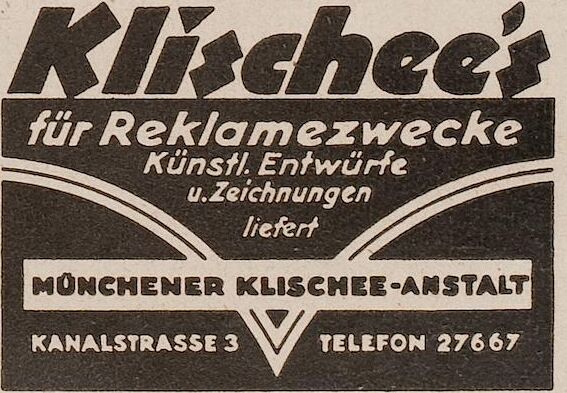 Klischee's
für Reklamezwecke
Künstl. Entwürfe
u. Zeichnungen
liefert
MÜNCHENER KLISCHEE-ANSTALT
KANALSTRASSE 3 TELEFON 27667